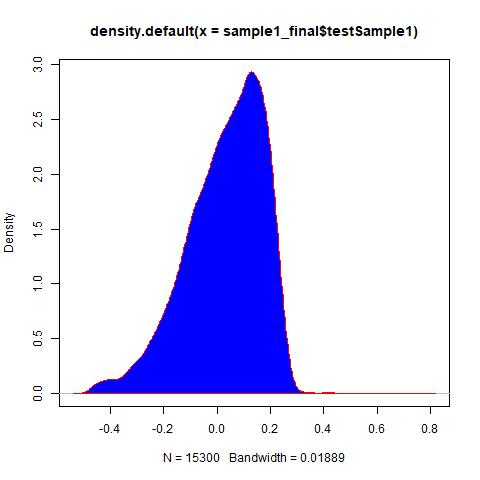 density.default(x = sample1_final$testSample1)
Density
3.0
2.5
2.0
1.5
1.0
0.5
0.0
-0.4 -0.2 0.0 0.2 0.4 0.6 0.8
N = 15300 Bandwidth = 0.01889